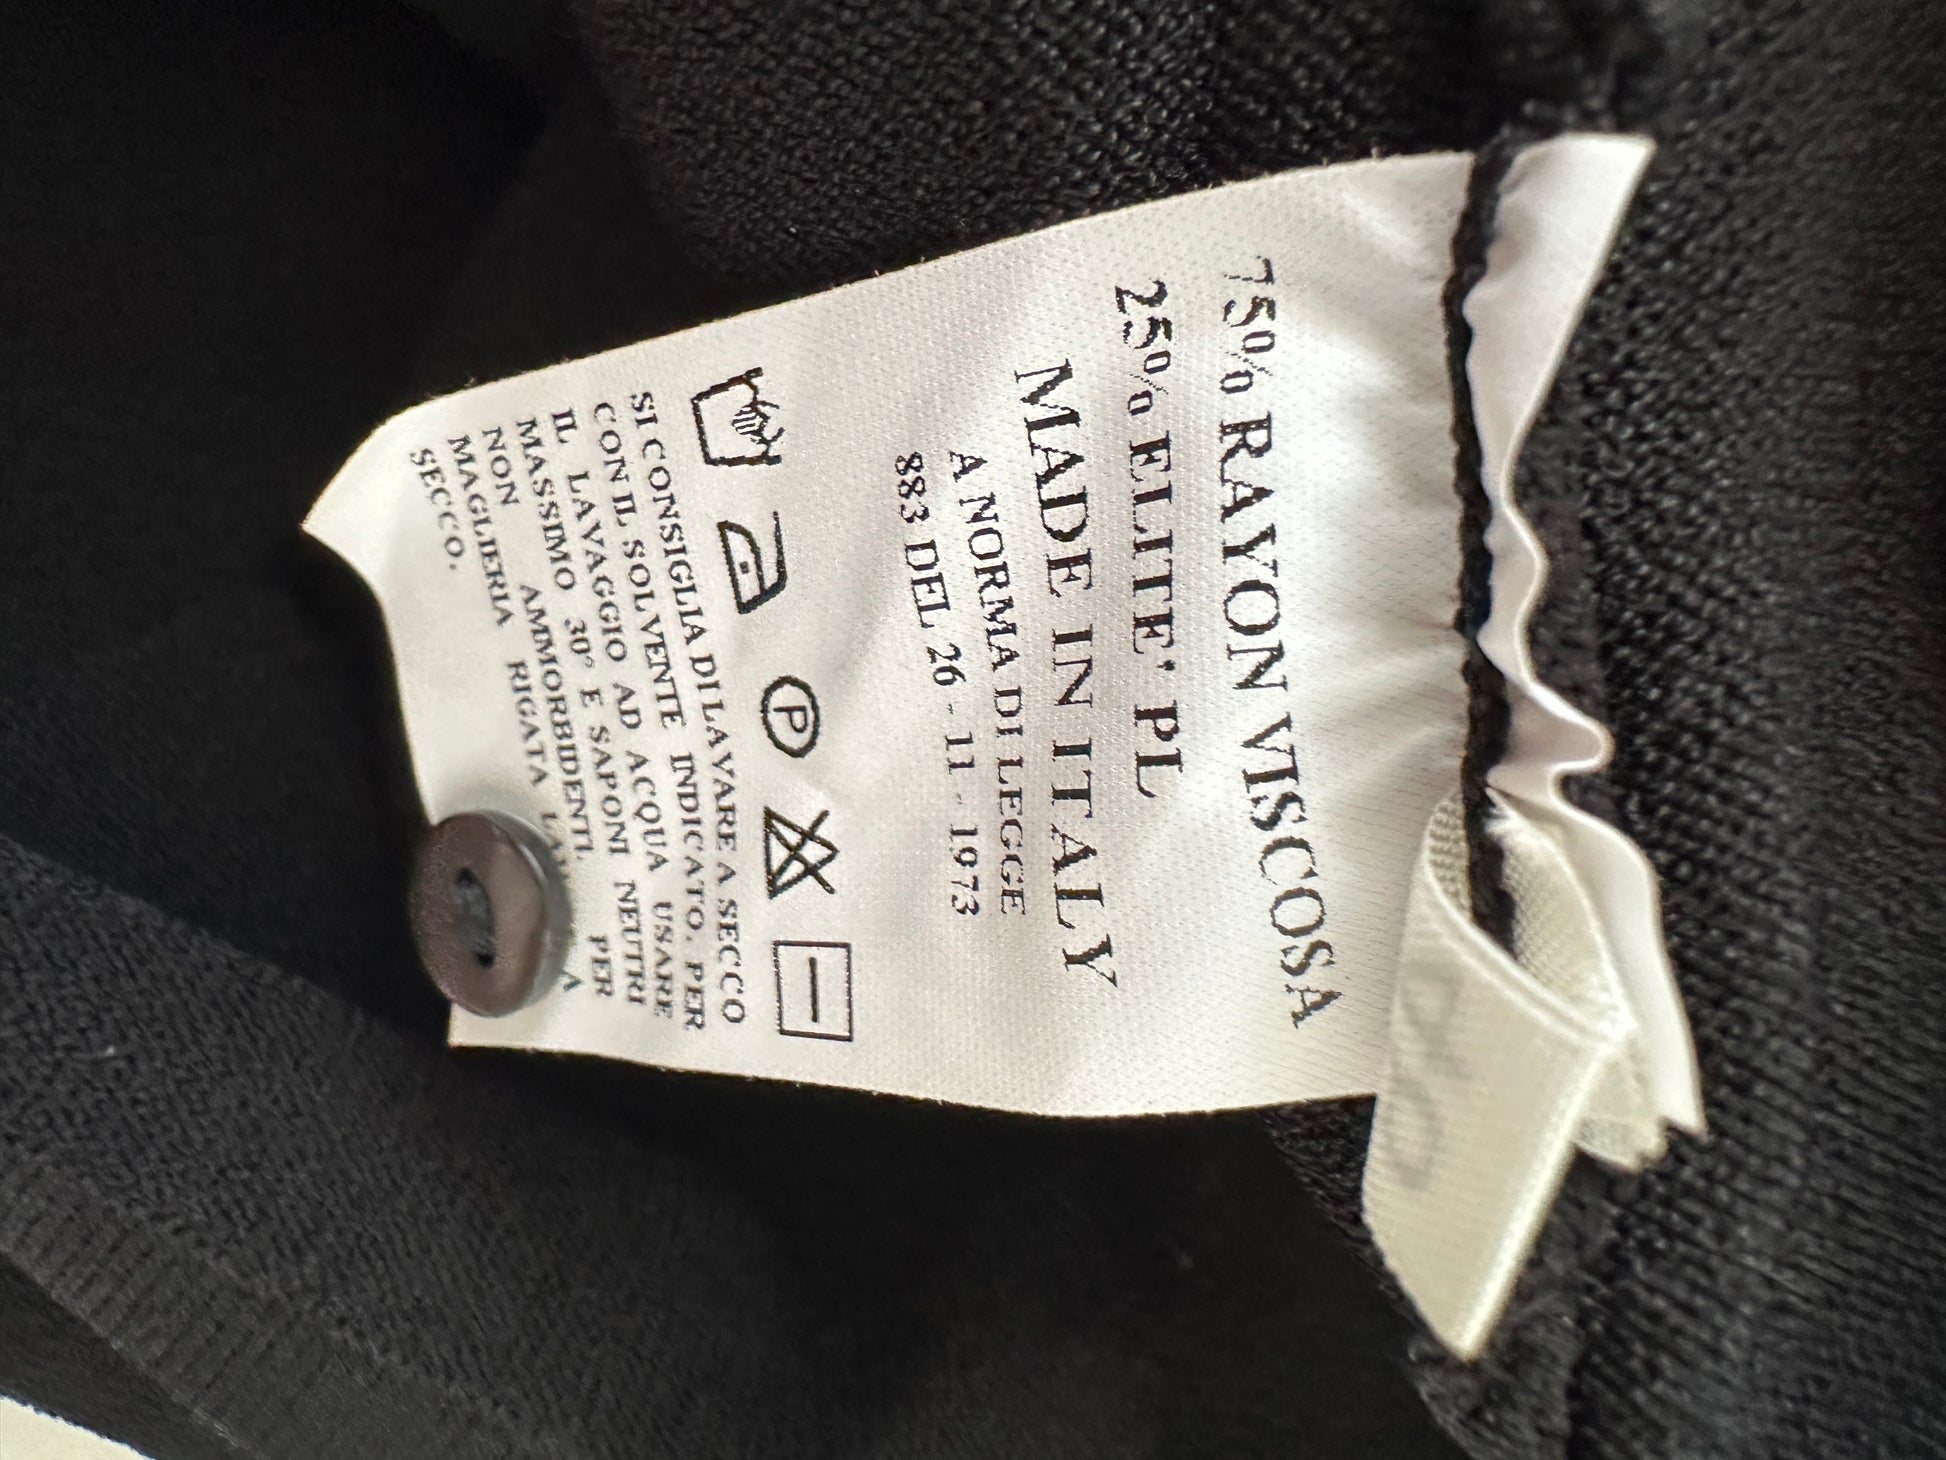 75% RAYON VISCOSA
25% ELITE' PL
MADE IN ITALY
A NORMA DI LEGGE
883 DEL 26 - 11 - 1973
P
SI CONSIGLIA DI LAVARE A SECCO
CON IL SOLVENTE INDICATO. PER
IL LAVAGGIO AD ACQUA USARE
MASSIMO 30° E SAPONI NEUTRI
NON AMMORBIDENTI. PER
MAGLIERIA RIGATA A
SECCO.